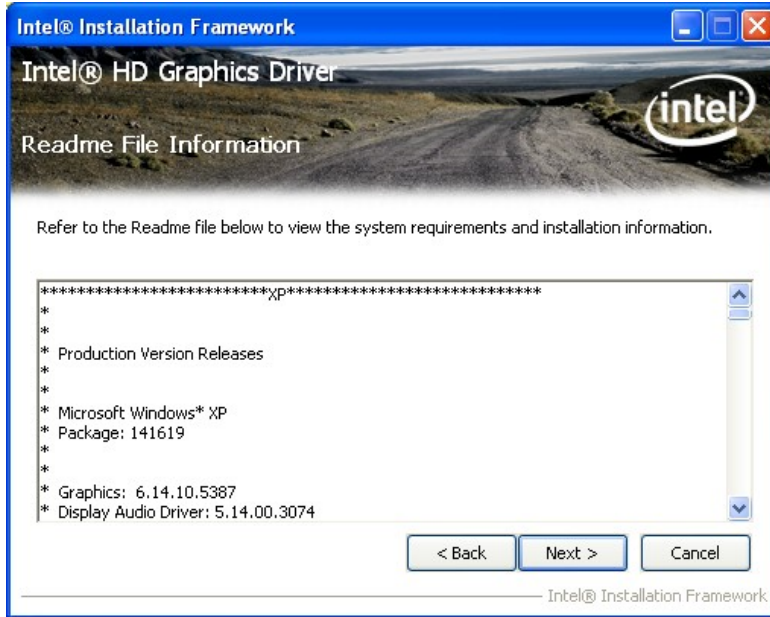 Intel® Installation Framework
Intel® HD Graphics Driver
intel
Readme File Information
Refer to the Readme file below to view the system requirements and installation information.
*************************XP****************************
*
*
* Production Version Releases
*
*
* Microsoft Windows* XP
* Package: 141619
*
*
* Graphics: 6.14.10.5387
* Display Audio Driver: 5.14.00.3074
< Back
Next >
Cancel
Intel® Installation Framework